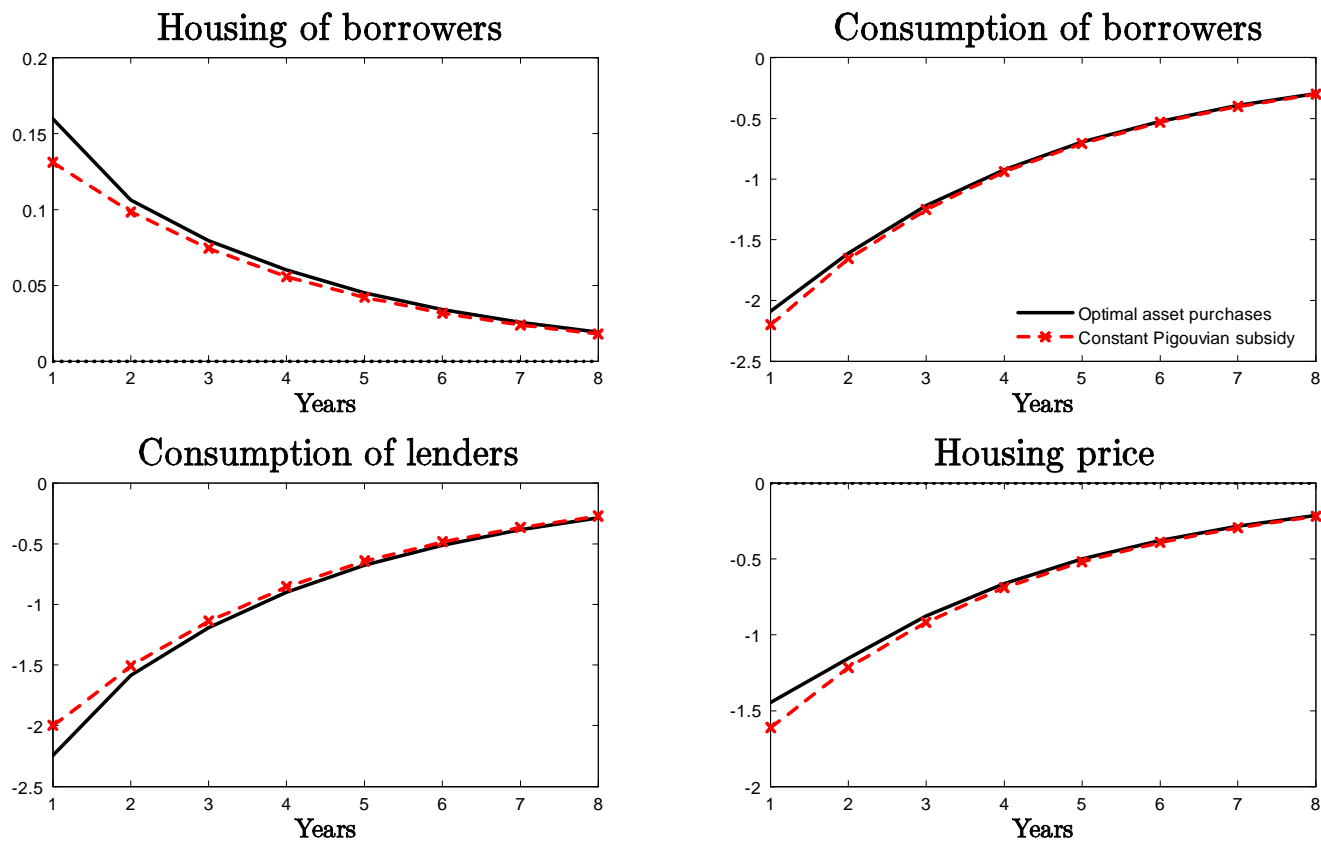 Housing of borrowers
0.2
0.15
0.1
0.05
0
1 2 3 4 5 6 7 8
Years
Consumption of borrowers
0
-0.5
-1
-1.5
-2
-2.5
Optimal asset purchases
Constant Pigouvian subsidy
1 2 3 4 5 6 7 8
Years
Consumption of lenders
0
-0.5
-1
-1.5
-2
-2.5
1 2 3 4 5 6 7 8
Years
Housing price
0
-0.5
-1
-1.5
-2
1 2 3 4 5 6 7 8
Years